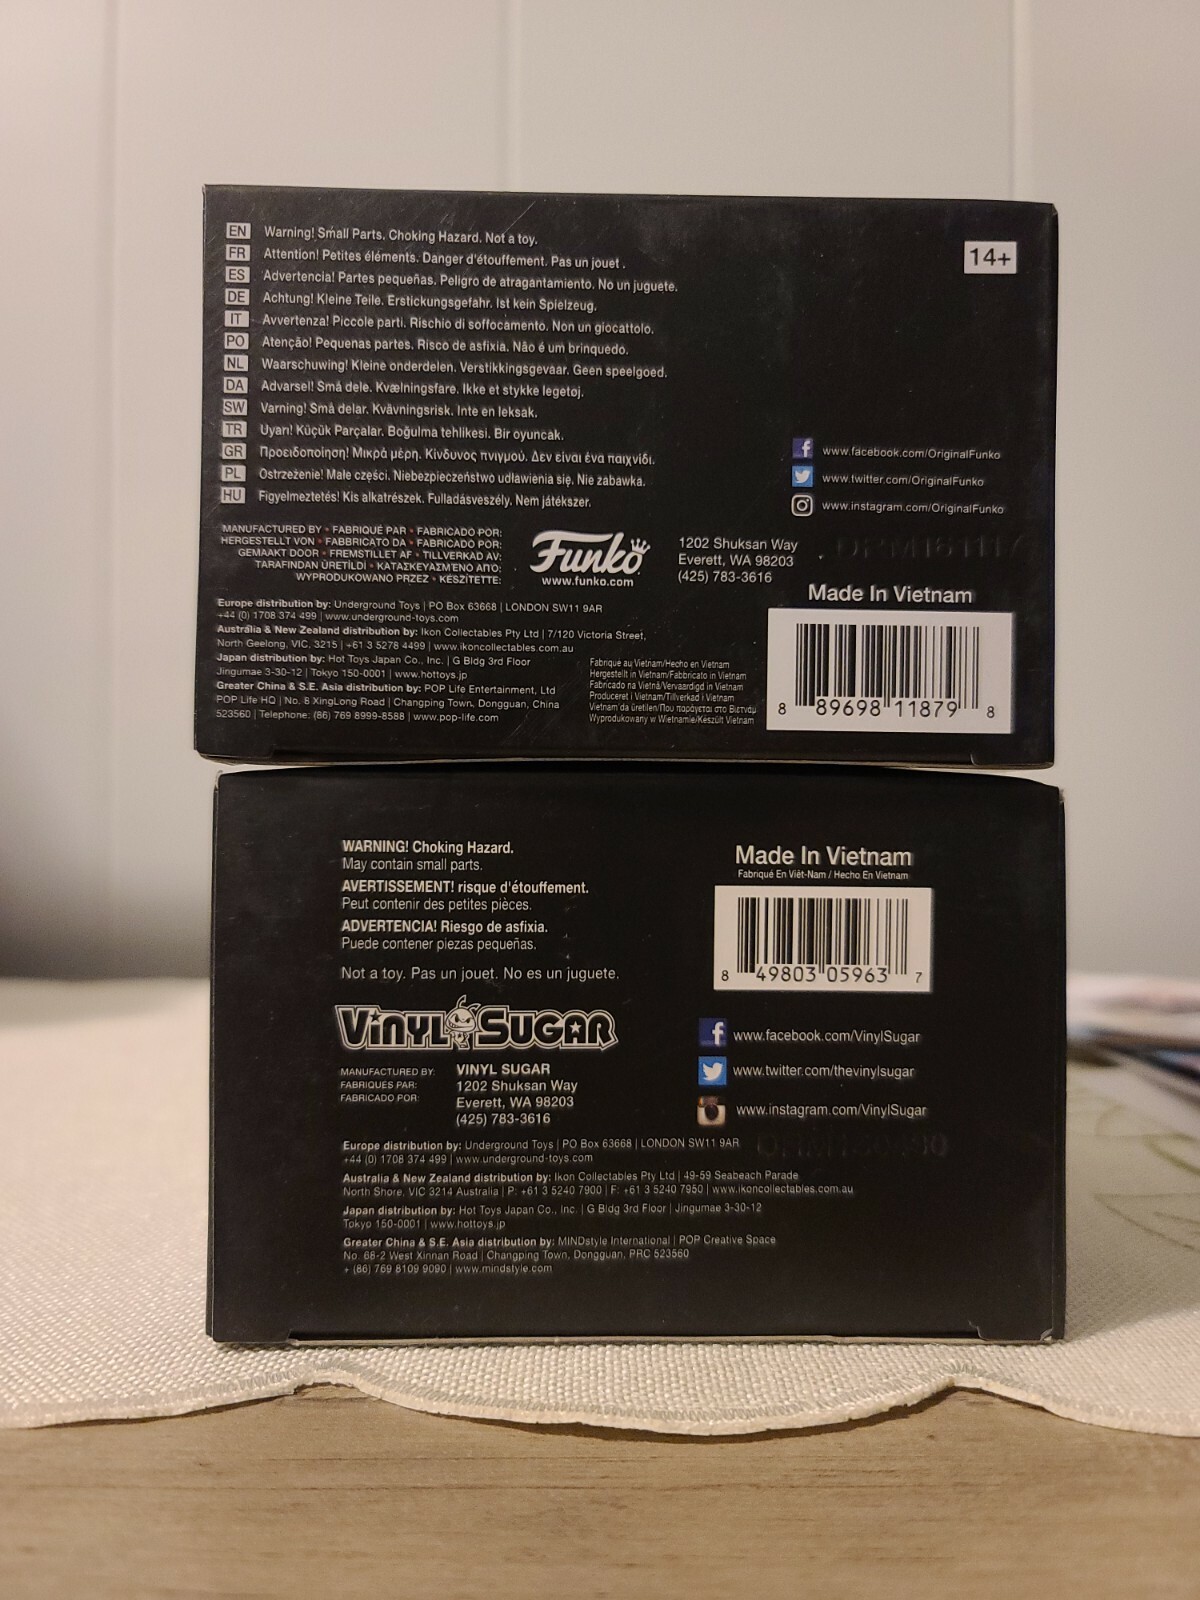 EN Warning! Small Parts. Choking Hazard. Not a toy.
FR Attention! Petites éléments. Danger d'étouffement. Pas un jouet .
ES Advertencia! Partes pequeñas. Peligro de atragantamiento. No un juguete.
DE Achtung! Kleine Teile. Erstickungsgefahr. Ist kein Spielzeug.
IT Avvertenza! Piccole parti. Rischio di soffocamento. Non un giocattolo.
PO Atenção! Pequenas partes. Risco de asfixia. Não é um brinquedo.
NL Waarschuwing! Kleine onderdelen. Verstikkingsgevaar. Geen speelgoed.
DA Advarsel! Små dele. Kvælningsfare. Ikke et stykke legetøj.
SW Varning! Små delar. Kvävningsrisk. Inte en leksak.
TR Uyarı! Küçük Parçalar. Boğulma tehlikesi. Bir oyuncak.
GR Προειδοποίηση! Μικρά μέρη. Κίνδυνος πνιγμού. Δεν είναι ένα παιχνίδι.
PL Ostrzeżenie! Małe części. Niebezpieczeństwo udławienia się. Nie zabawka.
HU Figyelmeztetés! Kis alkatrészek. Fulladásveszély. Nem játékszer.
14+
www.facebook.com/OriginalFunko
www.twitter.com/OriginalFunko
www.instagram.com/OriginalFunko
MANUFACTURED BY • FABRIQUÉ PAR • FABRICADO POR:
HERGESTELLT VON • FABBRICATO DA • FABRICADO POR:
GEMAAKT DOOR • FREMSTILLET AF • TILLVERKAD AV:
TARAFINDAN ÜRETİLDİ • ΚΑΤΑΣΚΕΥΑΣΜΈΝΟ ΑΠΌ:
WYPRODUKOWANO PRZEZ • KÉSZÍTETTE:
Funko
www.funko.com
1202 Shuksan Way
Everett, WA 98203
(425) 783-3616
Made In Vietnam
8 89698 11879 8
Europe distribution by: Underground Toys | PO Box 63668 | LONDON SW11 9AR
+44 (0) 1708 374 499 | www.underground-toys.com
Australia & New Zealand distribution by: Ikon Collectables Pty Ltd | 7/120 Victoria Street,
North Geelong, VIC, 3215 | +61 3 5278 4499 | www.ikoncollectables.com.au
Japan distribution by: Hot Toys Japan Co., Inc. | G Bldg 3rd Floor
Jingumae 3-30-12 | Tokyo 150-0001 | www.hottoys.jp
Greater China & S.E. Asia distribution by: POP Life Entertainment, Ltd
POP Life HQ | No. 8 XingLong Road | Changping Town, Dongguan, China
523560 | Telephone: (86) 769 8999-8588 | www.pop-life.com
Fabriqué au Vietnam/Hecho en Vietnam
Hergestellt in Vietnam/Fabbricato in Vietnam
Fabricado na Vietnã/Vervaardigd in Vietnam
Produceret i Vietnam/Tillverkad i Vietnam
Vietnam'da üretilen/Που παράγεται στο Βιετνάμ
Wyprodukowany w Wietnamie/Készült Vietnam
WARNING! Choking Hazard.
May contain small parts.
AVERTISSEMENT! risque d'étouffement.
Peut contenir des petites pièces.
ADVERTENCIA! Riesgo de asfixia.
Puede contener piezas pequeñas.
Not a toy. Pas un jouet. No es un juguete.
Made In Vietnam
Fabriqué En Viêt-Nam / Hecho En Vietnam
8 49803 05963 7
VINYL SUGAR
MANUFACTURED BY:
FABRIQUÉS PAR:
FABRICADO POR:
VINYL SUGAR
1202 Shuksan Way
Everett, WA 98203
(425) 783-3616
www.facebook.com/VinylSugar
www.twitter.com/thevinylsugar
www.instagram.com/VinylSugar
Europe distribution by: Underground Toys | PO Box 63668 | LONDON SW11 9AR
+44 (0) 1708 374 499 | www.underground-toys.com
Australia & New Zealand distribution by: Ikon Collectables Pty Ltd | 49-59 Seabeach Parade
North Shore, VIC 3214 Australia | P: +61 3 5240 7900 | F: +61 3 5240 7950 | www.ikoncollectables.com.au
Japan distribution by: Hot Toys Japan Co., Inc. | G Bldg 3rd Floor | Jingumae 3-30-12
Tokyo 150-0001 | www.hottoys.jp
Greater China & S.E. Asia distribution by: MINDstyle International | POP Creative Space
No. 68-2 West Xinnan Road | Changping Town, Dongguan, PRC 523560
+ (86) 769 8109 9090 | www.mindstyle.com